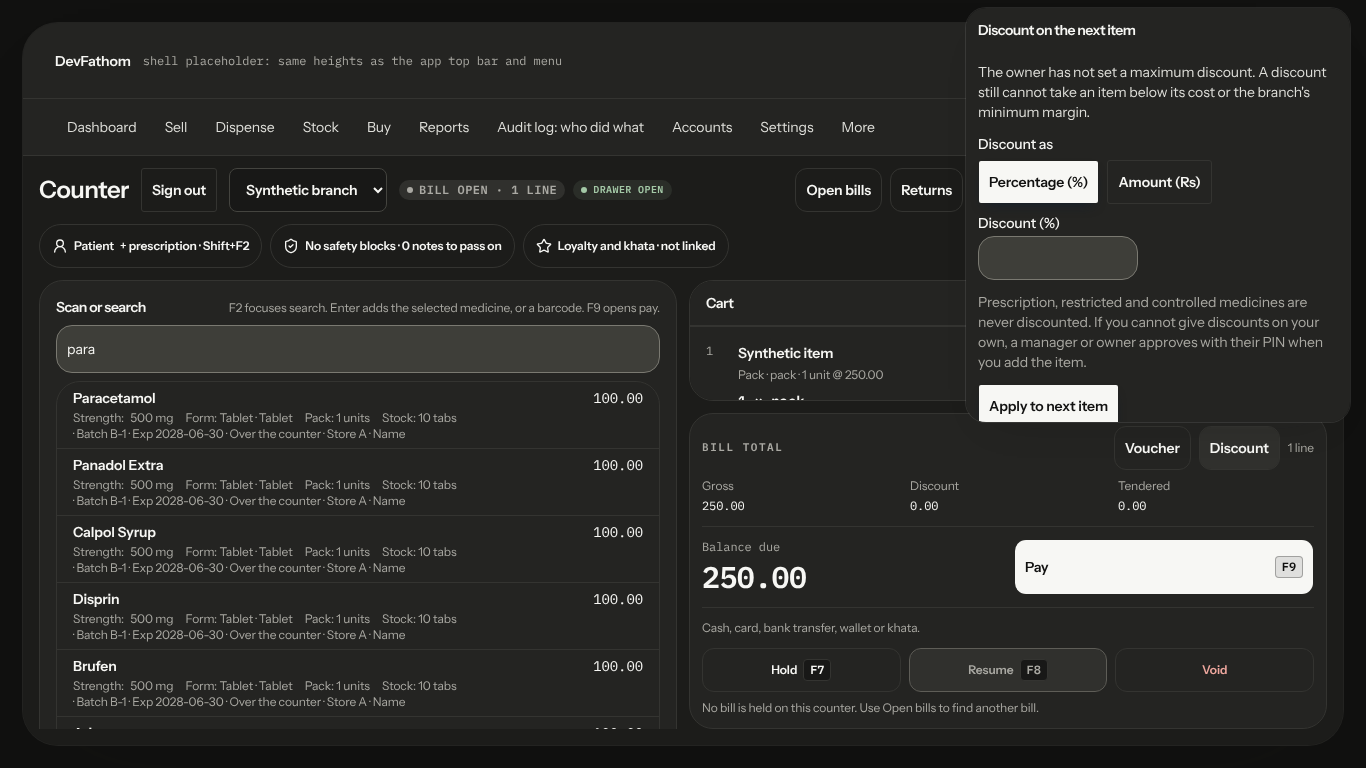 DevFathom shell placeholder: same heights as the app top bar and menu
Dashboard Sell Dispense Stock Buy Reports Audit log: who did what Accounts Settings More
Counter Sign out Synthetic branch BILL OPEN · 1 LINE DRAWER OPEN Open bills Returns
Patient + prescription · Shift+F2 No safety blocks · 0 notes to pass on Loyalty and khata · not linked
Scan or search F2 focuses search. Enter adds the selected medicine, or a barcode. F9 opens pay.
para
Paracetamol 100.00
Strength: 500 mg Form: Tablet · Tablet Pack: 1 units Stock: 10 tabs
· Batch B-1 · Exp 2028-06-30 · Over the counter · Store A · Name
Panadol Extra 100.00
Strength: 500 mg Form: Tablet · Tablet Pack: 1 units Stock: 10 tabs
· Batch B-1 · Exp 2028-06-30 · Over the counter · Store A · Name
Calpol Syrup 100.00
Strength: 500 mg Form: Tablet · Tablet Pack: 1 units Stock: 10 tabs
· Batch B-1 · Exp 2028-06-30 · Over the counter · Store A · Name
Disprin 100.00
Strength: 500 mg Form: Tablet · Tablet Pack: 1 units Stock: 10 tabs
· Batch B-1 · Exp 2028-06-30 · Over the counter · Store A · Name
Brufen 100.00
Strength: 500 mg Form: Tablet · Tablet Pack: 1 units Stock: 10 tabs
· Batch B-1 · Exp 2028-06-30 · Over the counter · Store A · Name
Cart
1 Synthetic item
Pack · pack · 1 unit @ 250.00
Discount on the next item
The owner has not set a maximum discount. A discount
still cannot take an item below its cost or the branch's
minimum margin.
Discount as
Percentage (%) Amount (Rs)
Discount (%)
Prescription, restricted and controlled medicines are
never discounted. If you cannot give discounts on your
own, a manager or owner approves with their PIN when
you add the item.
Apply to next item
BILL TOTAL Voucher Discount 1 line
Gross Discount Tendered
250.00 0.00 0.00
Balance due
250.00 Pay F9
Cash, card, bank transfer, wallet or khata.
Hold F7 Resume F8 Void
No bill is held on this counter. Use Open bills to find another bill.